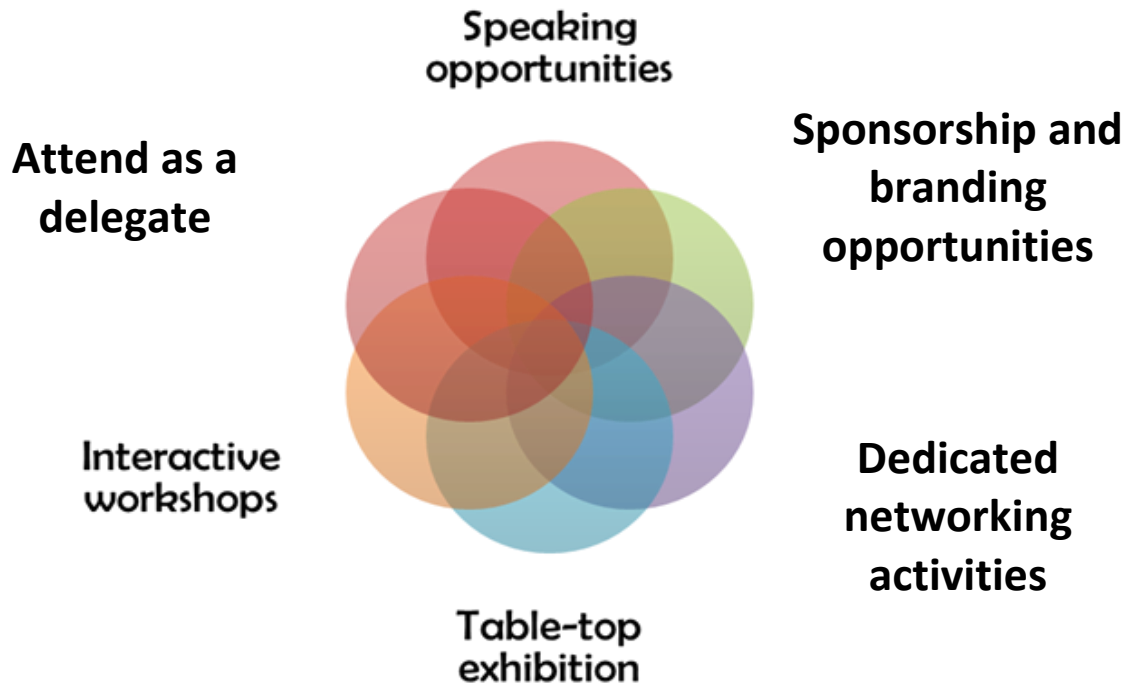 Speaking
opportunities
Attend as a
delegate
Sponsorship and
branding
opportunities
Interactive
workshops
Dedicated
networking
activities
Table-top
exhibition